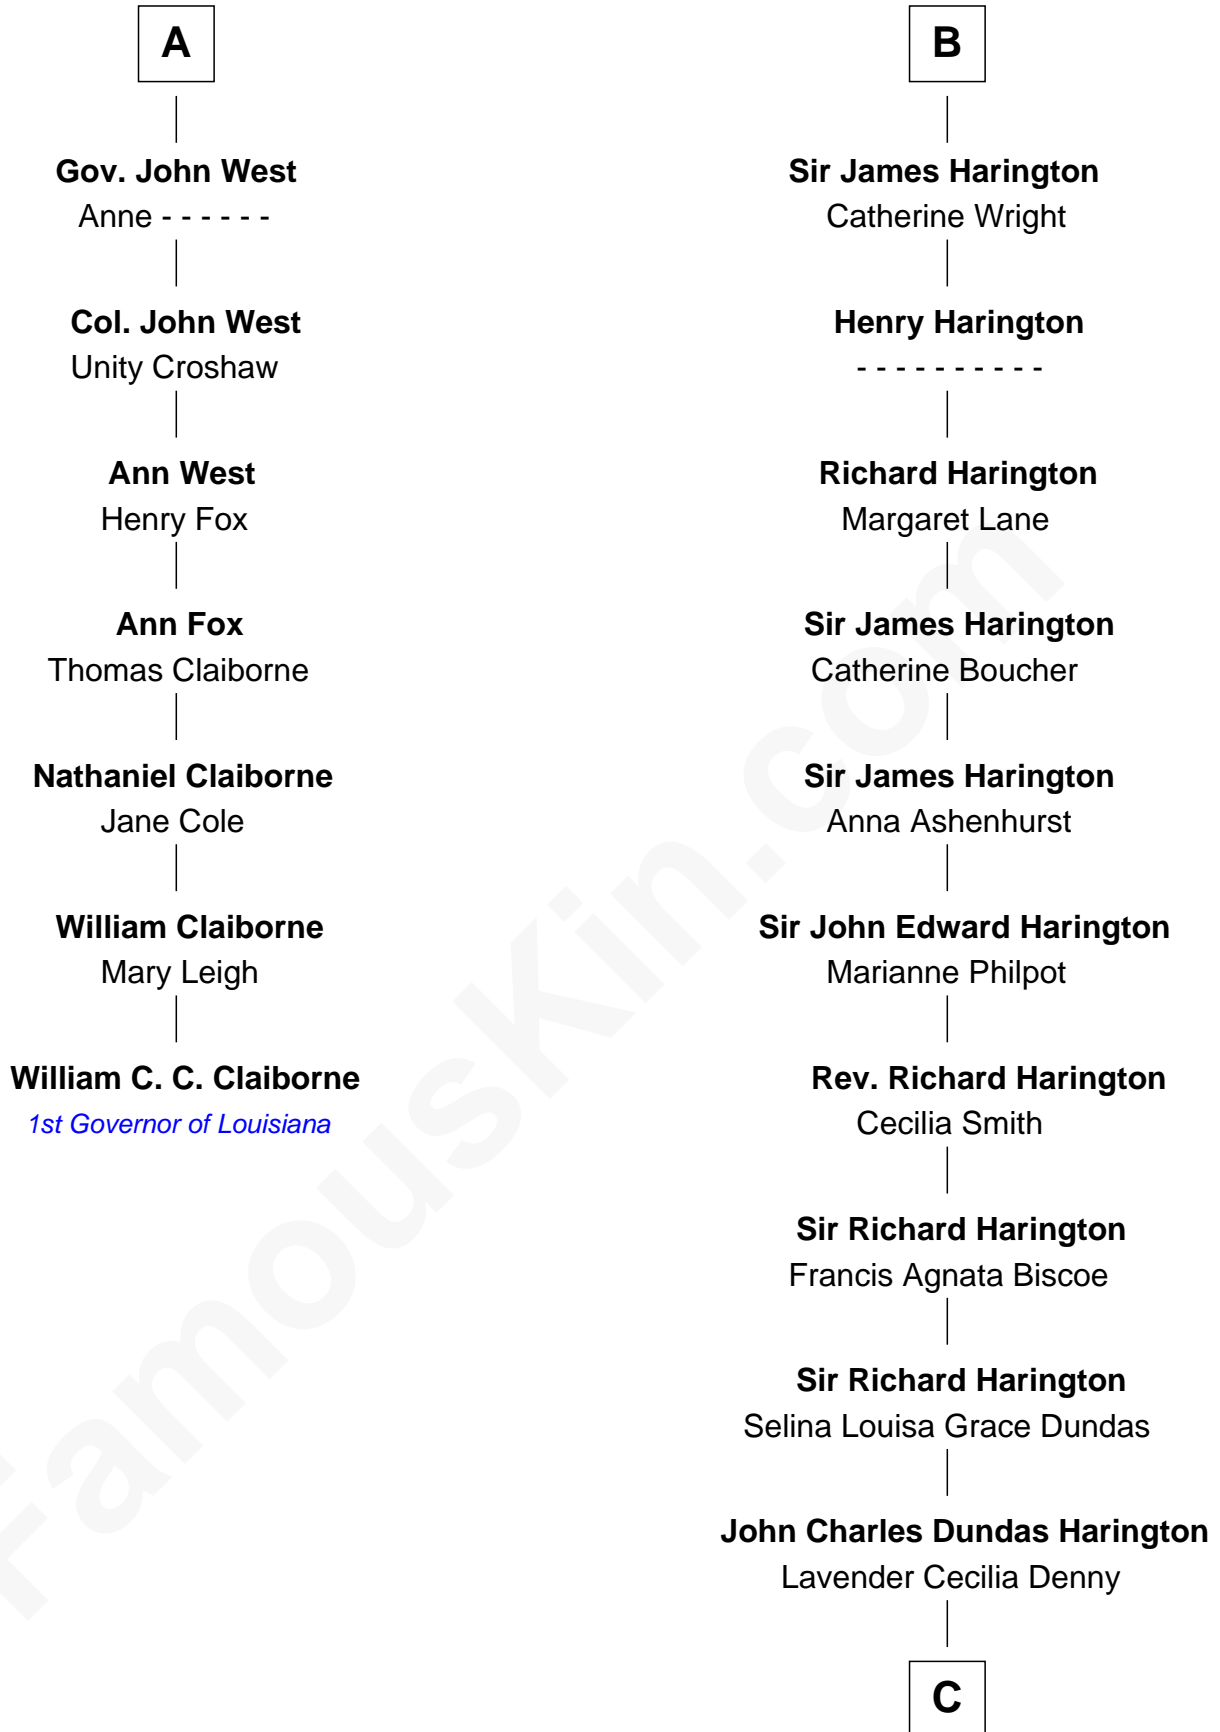 A
Gov. John West
Anne - - - - - -
Col. John West
Unity Croshaw
Ann West
Henry Fox
Ann Fox
Thomas Claiborne
Nathaniel Claiborne
Jane Cole
William Claiborne
Mary Leigh
William C. C. Claiborne
1st Governor of Louisiana
B
Sir James Harington
Catherine Wright
Henry Harington
- - - - - - - - - -
Richard Harington
Margaret Lane
Sir James Harington
Catherine Boucher
Sir James Harington
Anna Ashenhurst
Sir John Edward Harington
Marianne Philpot
Rev. Richard Harington
Cecilia Smith
Sir Richard Harington
Francis Agnata Biscoe
Sir Richard Harington
Selina Louisa Grace Dundas
John Charles Dundas Harington
Lavender Cecilia Denny
C
FamousKin.com